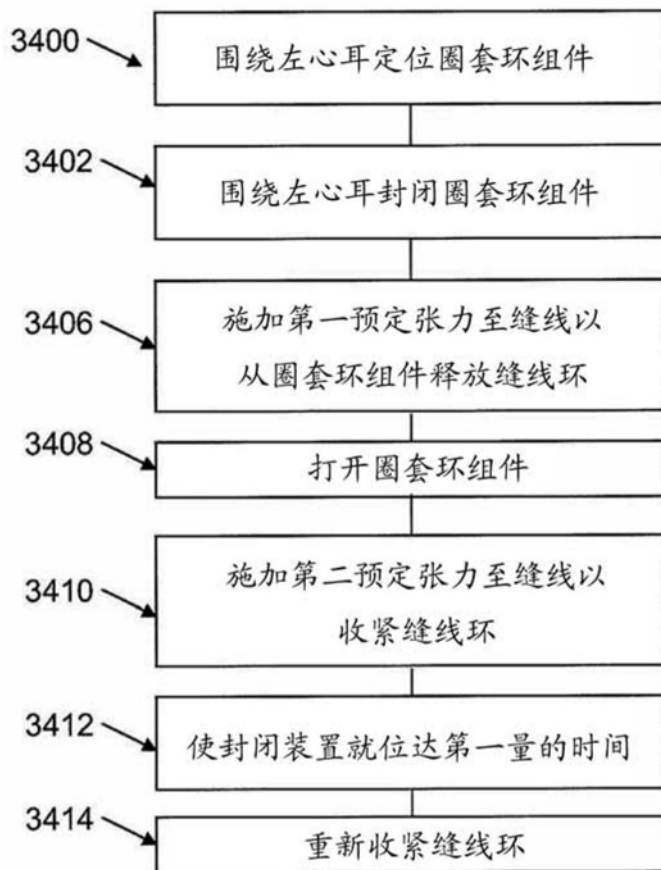 3400
围绕左心耳定位圈套环组件
3402
围绕左心耳封闭圈套环组件
3406
施加第一预定张力至缝线以
从圈套环组件释放缝线环
3408
打开圈套环组件
3410
施加第二预定张力至缝线以
收紧缝线环
3412
使封闭装置就位达第一量的时间
3414
重新收紧缝线环